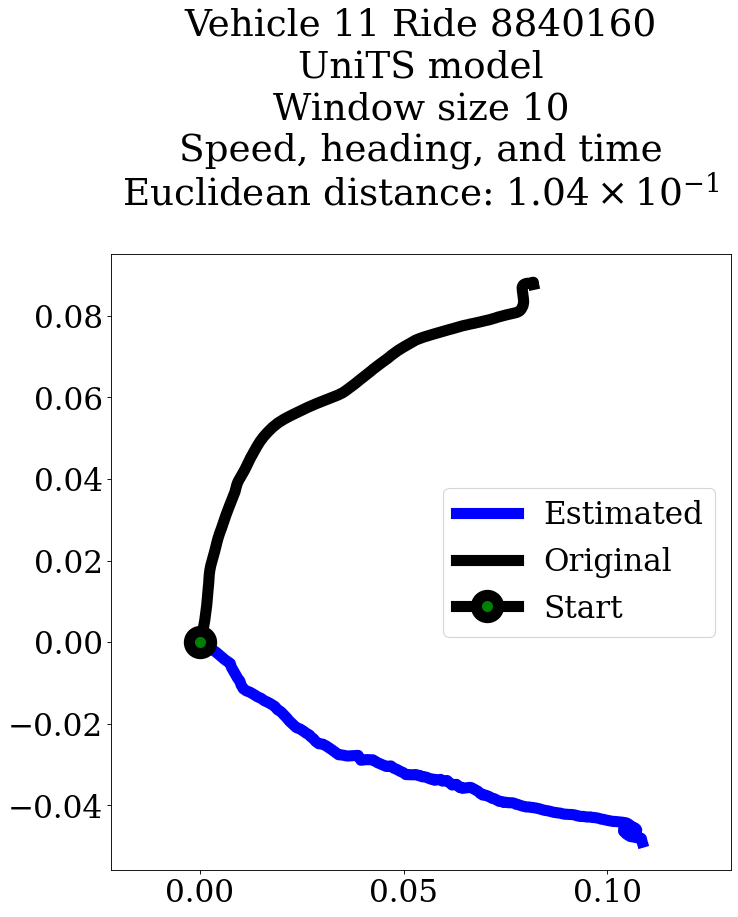 Vehicle 11 Ride 8840160
UniTS model
Window size 10
Speed, heading, and time
Euclidean distance: 1.04 × 10⁻¹
0.08
0.06
0.04
0.02
0.00
−0.02
−0.04
Estimated
Original
Start
0.00 0.05 0.10